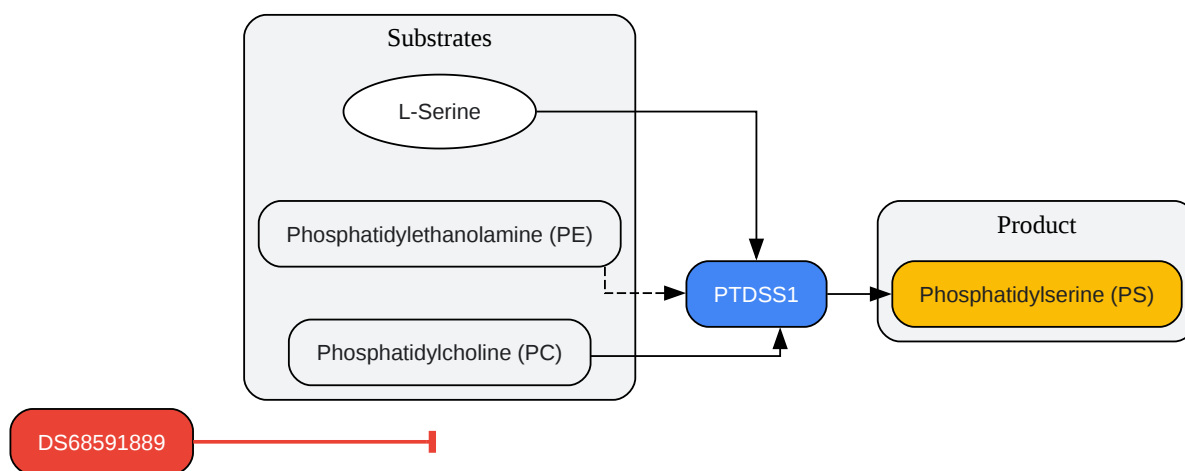 Substrates
L-Serine
Phosphatidylethanolamine (PE)
Product
PTDSS1
Phosphatidylserine (PS)
Phosphatidylcholine (PC)
DS68591889